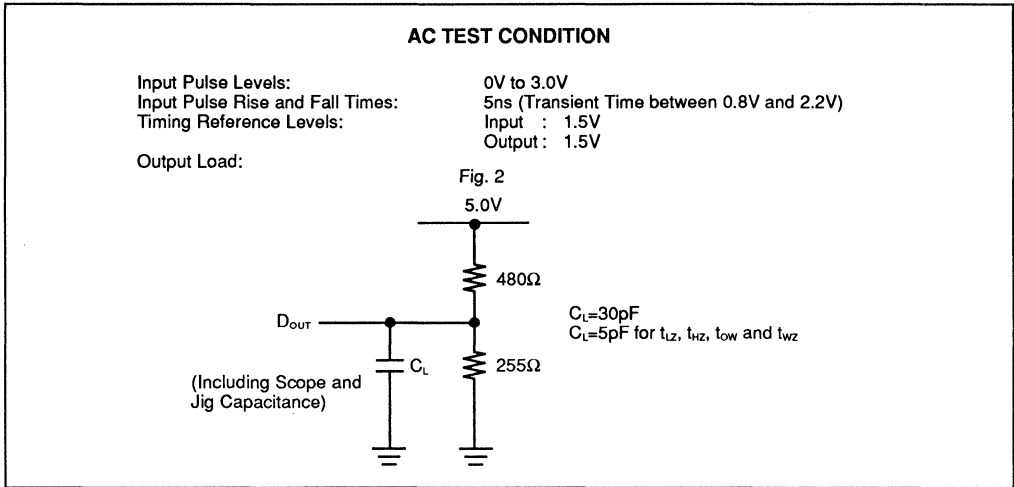 AC TEST CONDITION
Input Pulse Levels: 0V to 3.0V
Input Pulse Rise and Fall Times: 5ns (Transient Time between 0.8V and 2.2V)
Timing Reference Levels: Input : 1.5V
Output : 1.5V
Output Load:
Fig. 2
5.0V
480Ω
DOUT
CL=30pF
CL=5pF for tLZ, tHZ, tOW and tWZ
CL
255Ω
(Including Scope and
Jig Capacitance)